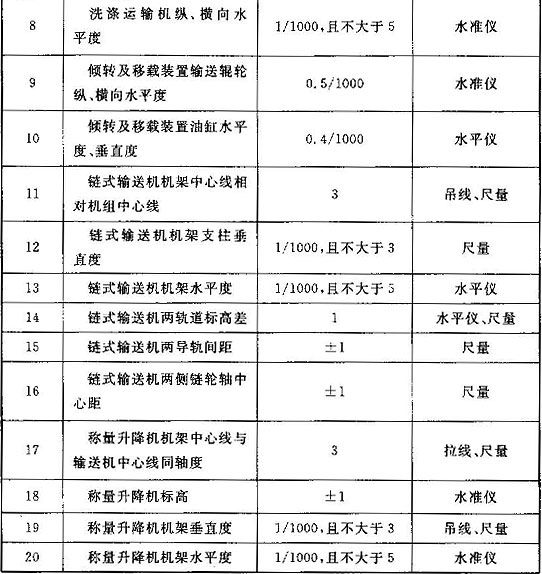 8 洗涤运输机纵、横向水平度 1/1000,且不大于5 水准仪
9 倾转及移载装置输送辊轮纵、横向水平度 0.5/1000 水准仪
10 倾转及移载装置油缸水平度、垂直度 0.4/1000 水平仪
11 链式输送机机架中心线相对机组中心线 3 吊线、尺量
12 链式输送机机架支柱垂直度 1/1000,且不大于3 尺量
13 链式输送机机架水平度 1/1000,且不大于5 水平仪
14 链式输送机两轨道标高差 1 水平仪、尺量
15 链式输送机两导轨间距 ±1 尺量
16 链式输送机两侧链轮轴中心距 ±1 尺量
17 称量升降机机架中心线与输送机中心线同轴度 3 拉线、尺量
18 称量升降机标高 ±1 水准仪
19 称量升降机机架垂直度 1/1000,且不大于3 吊线、尺量
20 称量升降机机架水平度 1/1000,且不大于5 水准仪